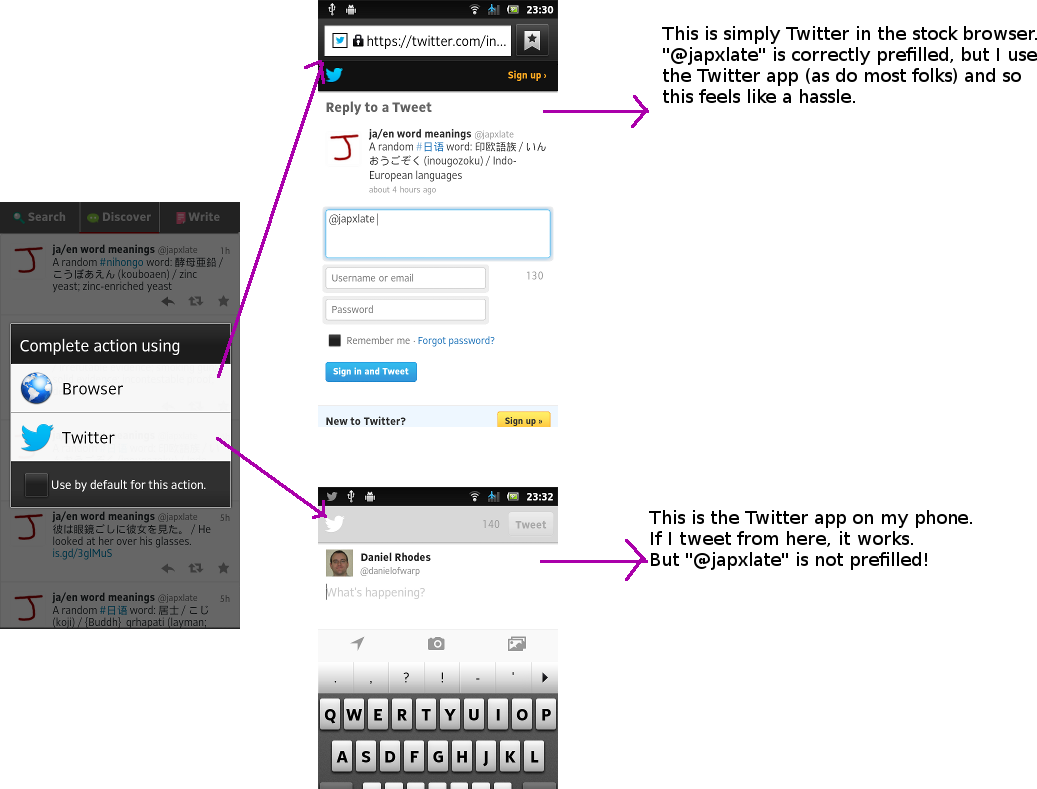 Search Discover Write
ja/en word meanings @japxlate 1h
A random #nihongo word: 酵母亜鉛 /
こうぼあえん (kouboaen) / zinc
yeast; zinc-enriched yeast
Complete action using
Browser
Twitter
Use by default for this action.
ja/en word meanings @japxlate 5h
彼は眼鏡ごしに彼女を見た。 / He
looked at her over his glasses.
is.gd/3glMuS
ja/en word meanings @japxlate 5h
A random #日语 word: 居士 / こじ
(koji) / {Buddh} grhapati (layman;
23:30
https://twitter.com/in...
Sign up ›
Reply to a Tweet
ja/en word meanings @japxlate
A random #日语 word: 印欧語族 / いん
おうごぞく (inougozoku) / Indo-
European languages
about 4 hours ago
@japxlate
Username or email 130
Password
Remember me · Forgot password?
Sign in and Tweet
New to Twitter? Sign up »
This is simply Twitter in the stock browser.
"@japxlate" is correctly prefilled, but I use
the Twitter app (as do most folks) and so
this feels like a hassle.
23:32
140 Tweet
Daniel Rhodes
@danielofwarp
What's happening?
. , ? ! - '
Q W E R T Y U I O P
A S D F G H J K L
This is the Twitter app on my phone.
If I tweet from here, it works.
But "@japxlate" is not prefilled!